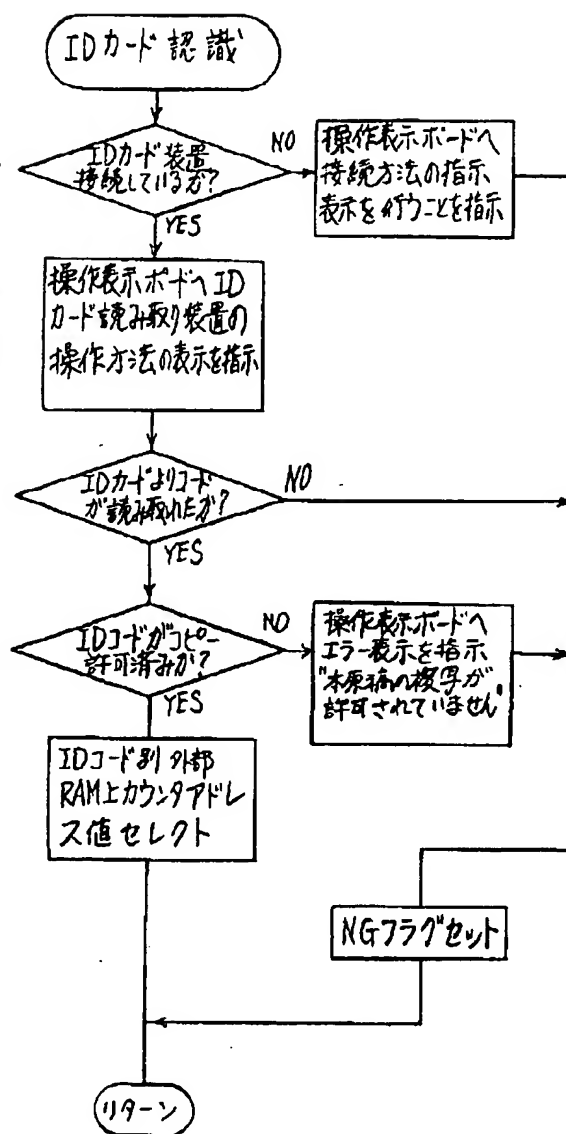 IDカード 認識
IDカード装置
接続しているか?
NO
操作表示ボードへ
接続方法の指示
表示を行うことを指示
YES
操作表示ボードへID
カード読み取り装置の
操作方法の表示を指示
IDカードよりコード
が読み取れたか?
NO
YES
IDコードがコピー
許可済みか?
NO
操作表示ボードへ
エラー表示を指示
"本原稿の複写が
許可されていません"
YES
IDコード別 外部
RAM上カウンタアドレ
ス値セレクト
NGフラグセット
リターン